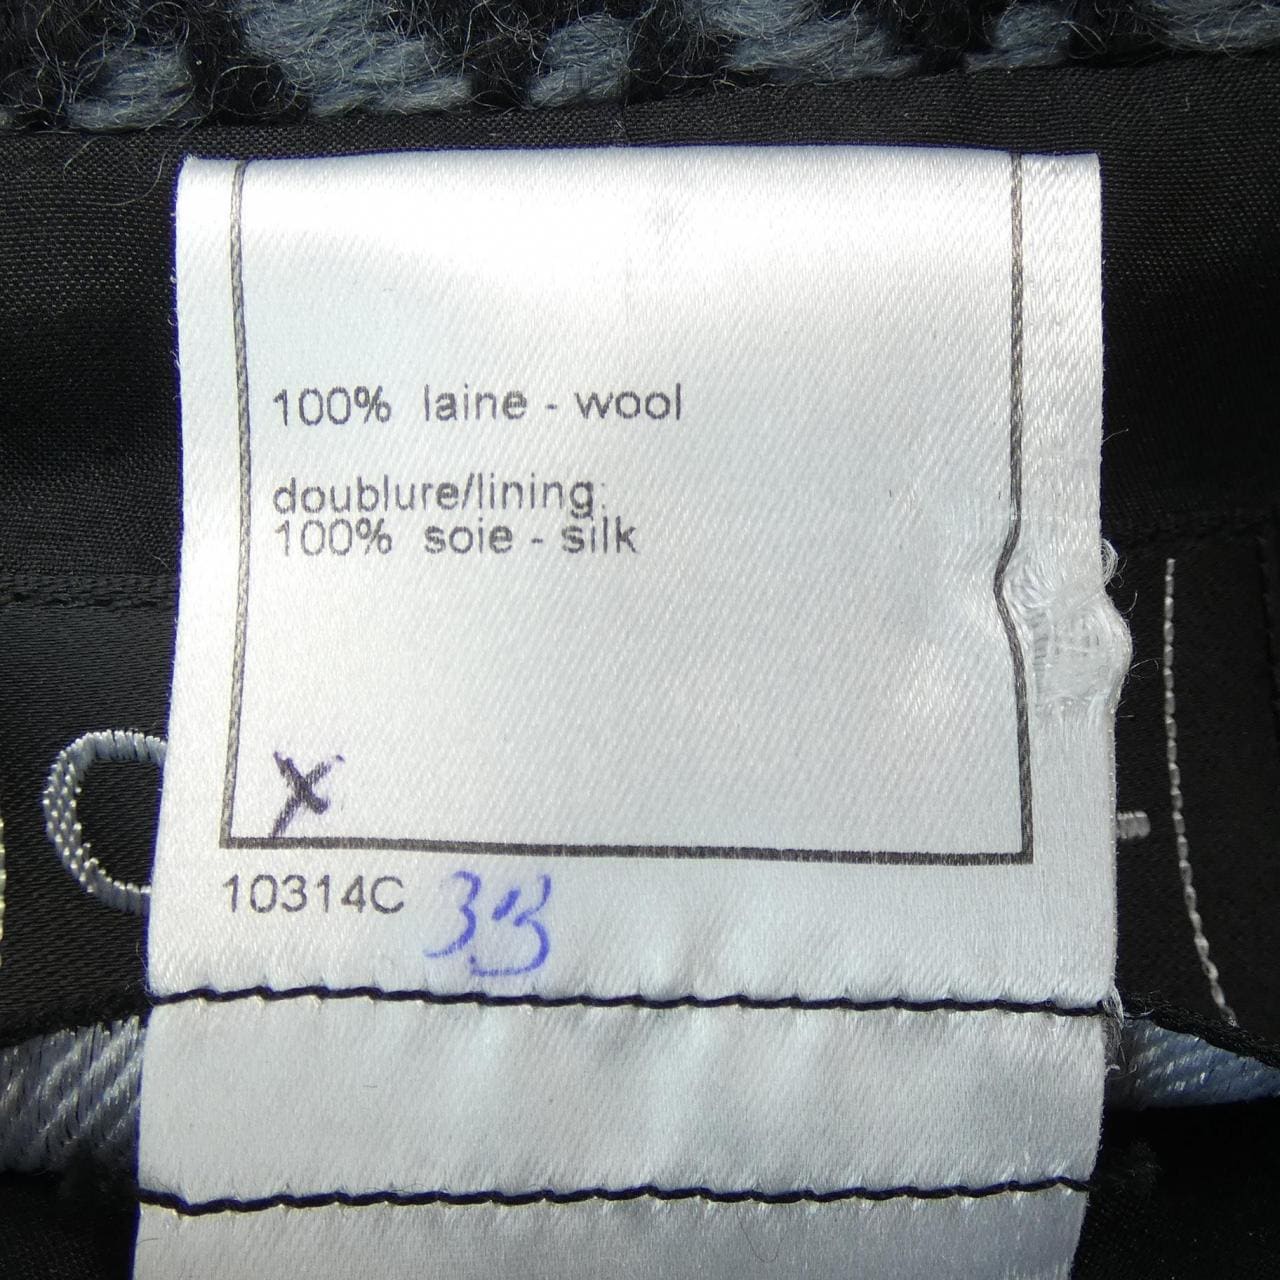 100% laine - wool
doublure/lining:
100% soie - silk
X
10314C 33